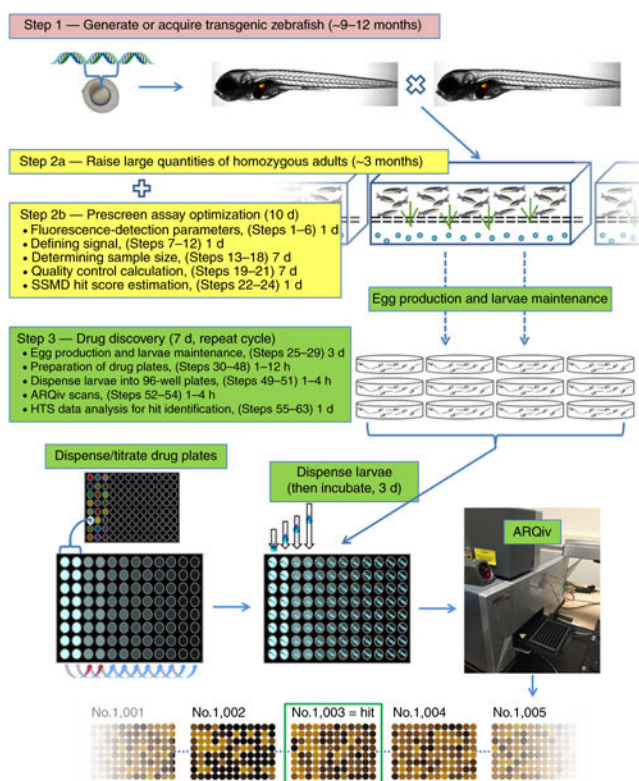 Step 1 — Generate or acquire transgenic zebrafish (~9–12 months)
Step 2a — Raise large quantities of homozygous adults (~3 months)
Step 2b — Prescreen assay optimization (10 d)
• Fluorescence-detection parameters, (Steps 1–6) 1 d
• Defining signal, (Steps 7–12) 1 d
• Determining sample size, (Steps 13–18) 7 d
• Quality control calculation, (Steps 19–21) 7 d
• SSMD hit score estimation, (Steps 22–24) 1 d
Egg production and larvae maintenance
Step 3 — Drug discovery (7 d, repeat cycle)
• Egg production and larvae maintenance, (Steps 25–29) 3 d
• Preparation of drug plates, (Steps 30–48) 1–12 h
• Dispense larvae into 96-well plates, (Steps 49–51) 1–4 h
• ARQiv scans, (Steps 52–54) 1–4 h
• HTS data analysis for hit identification, (Steps 55–63) 1 d
Dispense/titrate drug plates
Dispense larvae
(then incubate, 3 d)
ARQiv
No.1,001
No.1,002
No.1,003 = hit
No.1,004
No.1,005